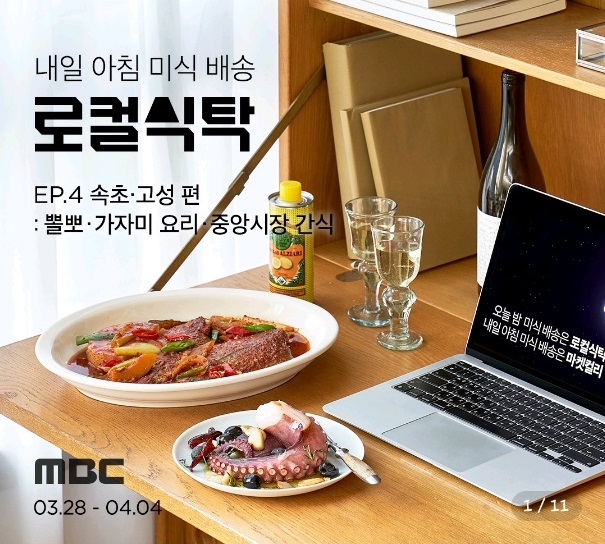 내일 아침 미식 배송
로컬식탁
EP.4 속초·고성 편
: 뽈뽀·가자미 요리·중앙시장 간식
오늘 밤 미식 배송은 로컬식탁
내일 아침 미식 배송은 마켓컬리
MBC
03.28 - 04.04
1 / 11